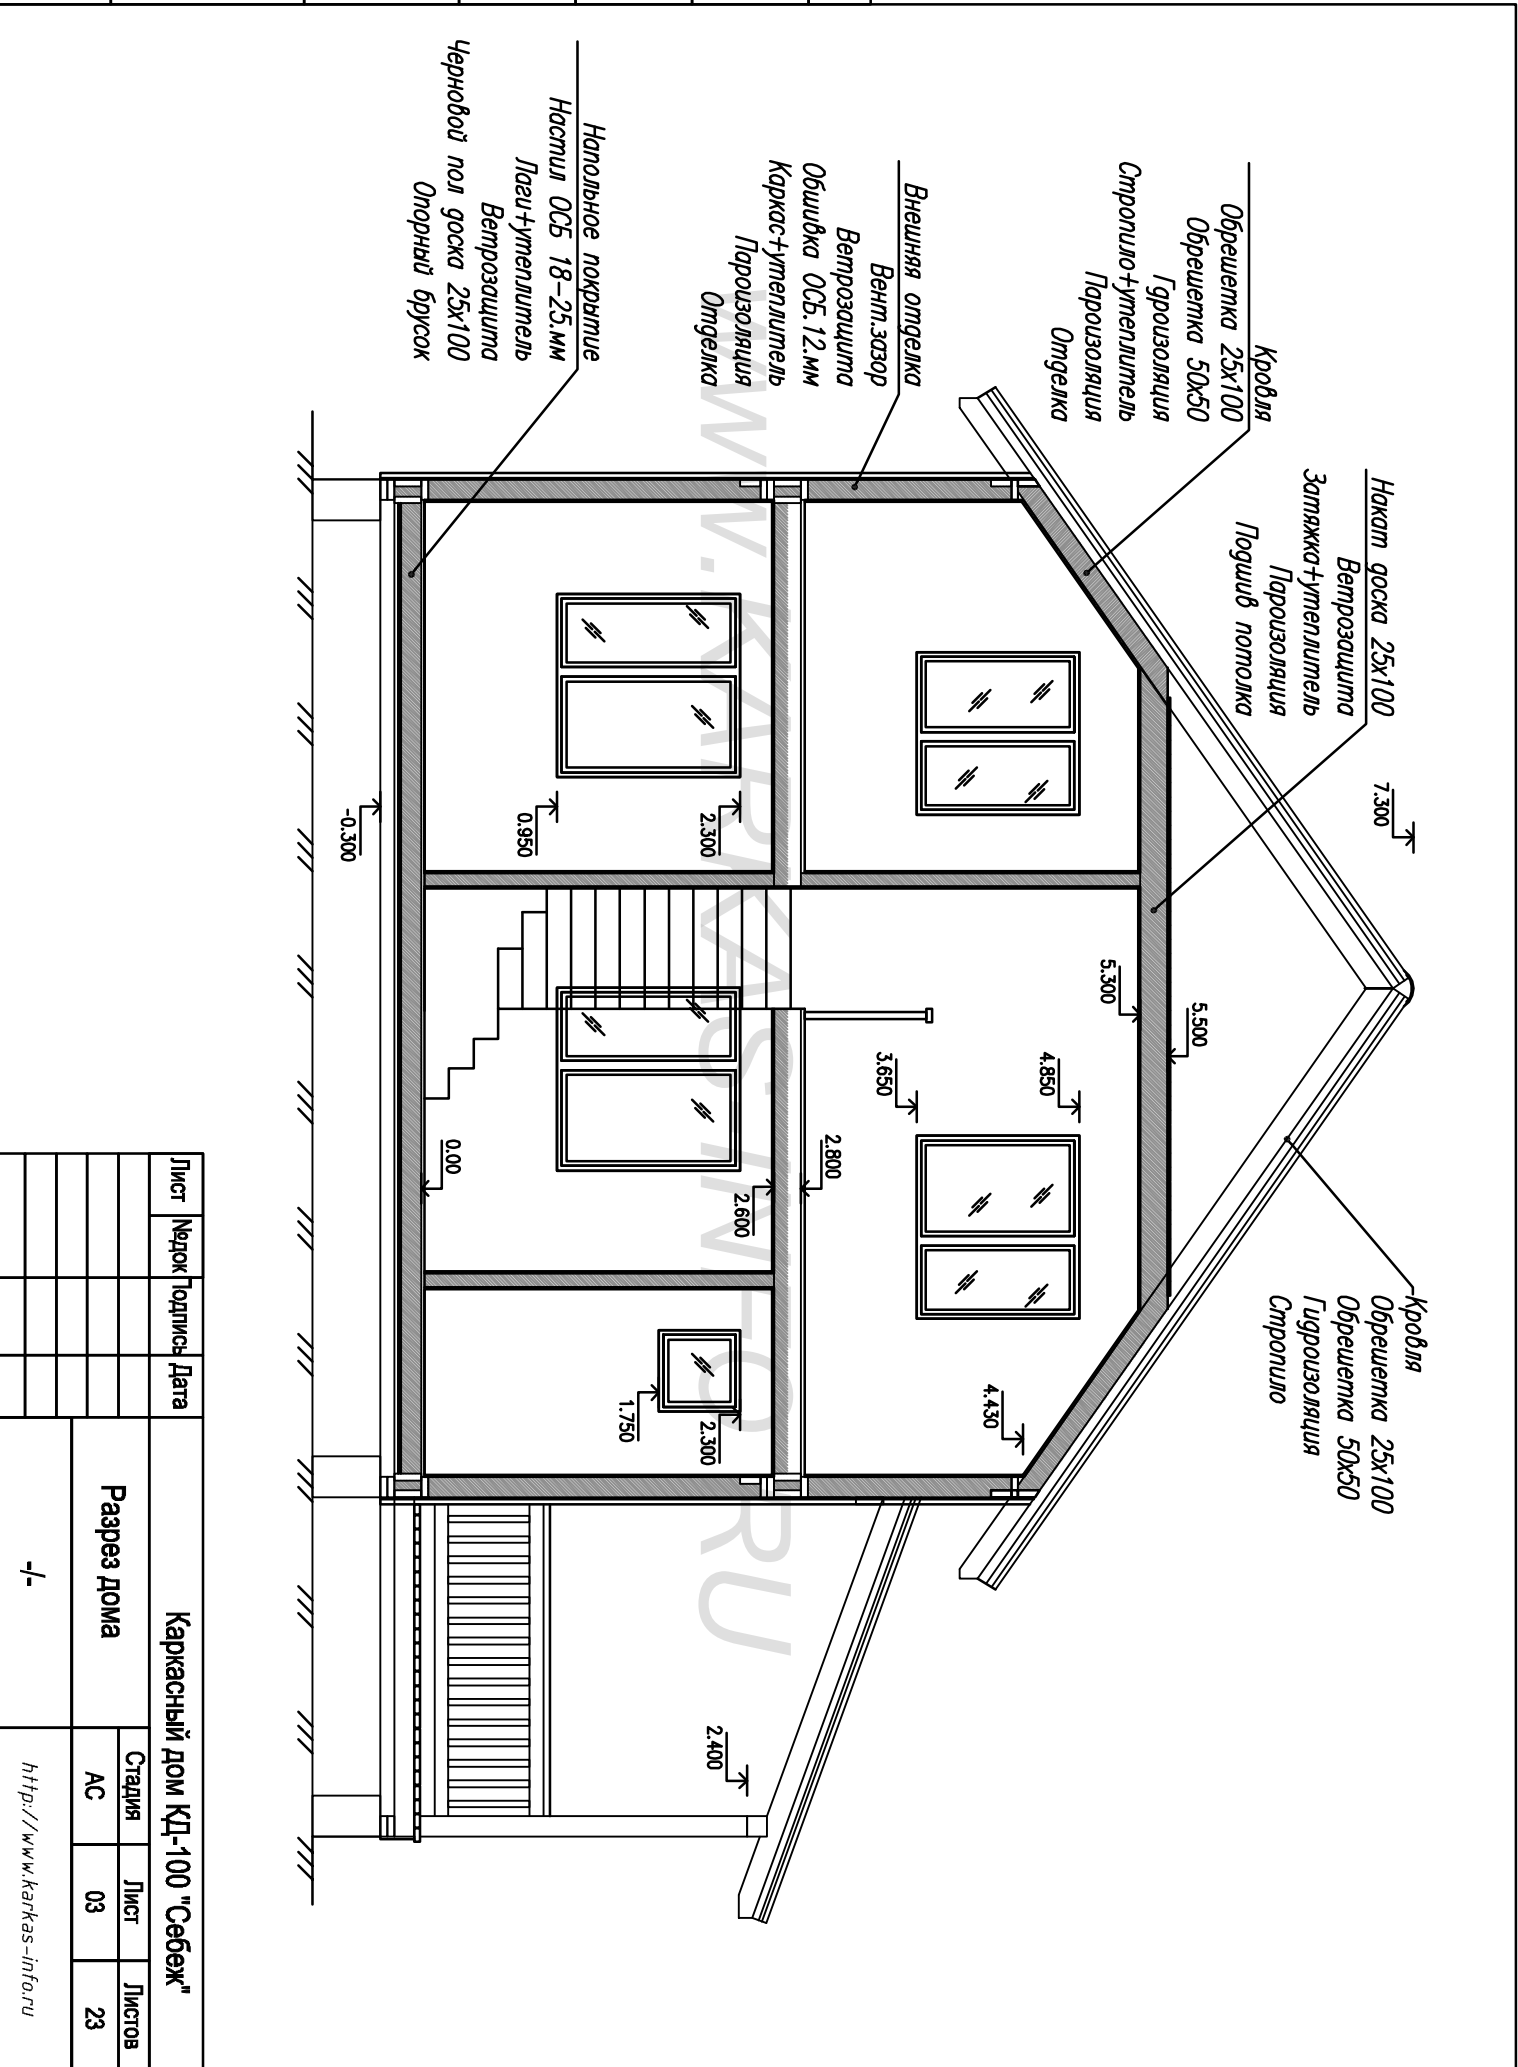 Кровля
Обрешетка 25х100
Обрешетка 50х50
Гдроизоляция
Стропило+утеплитель
Пароизоляция
Отделка
Накат доска 25х100
Ветрозащита
Затяжка+утеплитель
Пароизоляция
Подшив потолка
Кровля
Обрешетка 25х100
Обрешетка 50х50
Гидроизоляция
Стропило
Внешняя отделка
Вент.зазор
Ветрозащита
Обшивка ОСБ.12.мм
Каркас+утеплитель
Пароизоляция
Отделка
Напольное покрытие
Настил ОСБ 18-25.мм
Лаги+утеплитель
Ветрозащита
Черновой пол доска 25х100
Опорный брусок
7.300
5.500
5.300
4.850
3.650
4.430
2.800
2.600
2.300
0.950
-0.300
0.00
2.300
1.750
2.400
WWW.KARKAS-INFO.RU
Лист №док Подпись Дата
Каркасный дом КД-100 "Себеж"
Разрез дома
Стадия Лист Листов
АС 03 23
-/-
http://www.karkas-info.ru